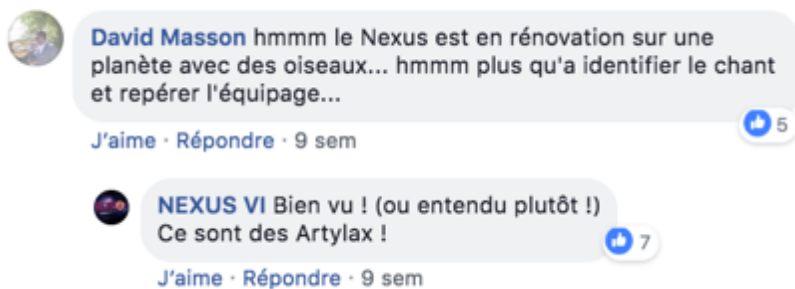 David Masson hmmm le Nexus est en rénovation sur une
planète avec des oiseaux... hmmm plus qu'a identifier le chant
et repérer l'équipage...
5
J'aime · Répondre · 9 sem
NEXUS VI Bien vu ! (ou entendu plutôt !)
Ce sont des Artylax !
7
J'aime · Répondre · 9 sem